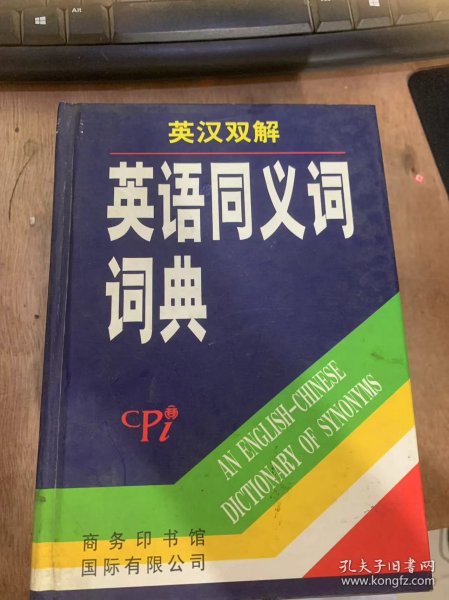 Alt
英汉双解
英语同义词
词典
CPi
AN ENGLISH-CHINESE
DICTIONARY OF SYNONYMS
商务印书馆
国际有限公司
孔夫子旧书网
www.kongfz.com